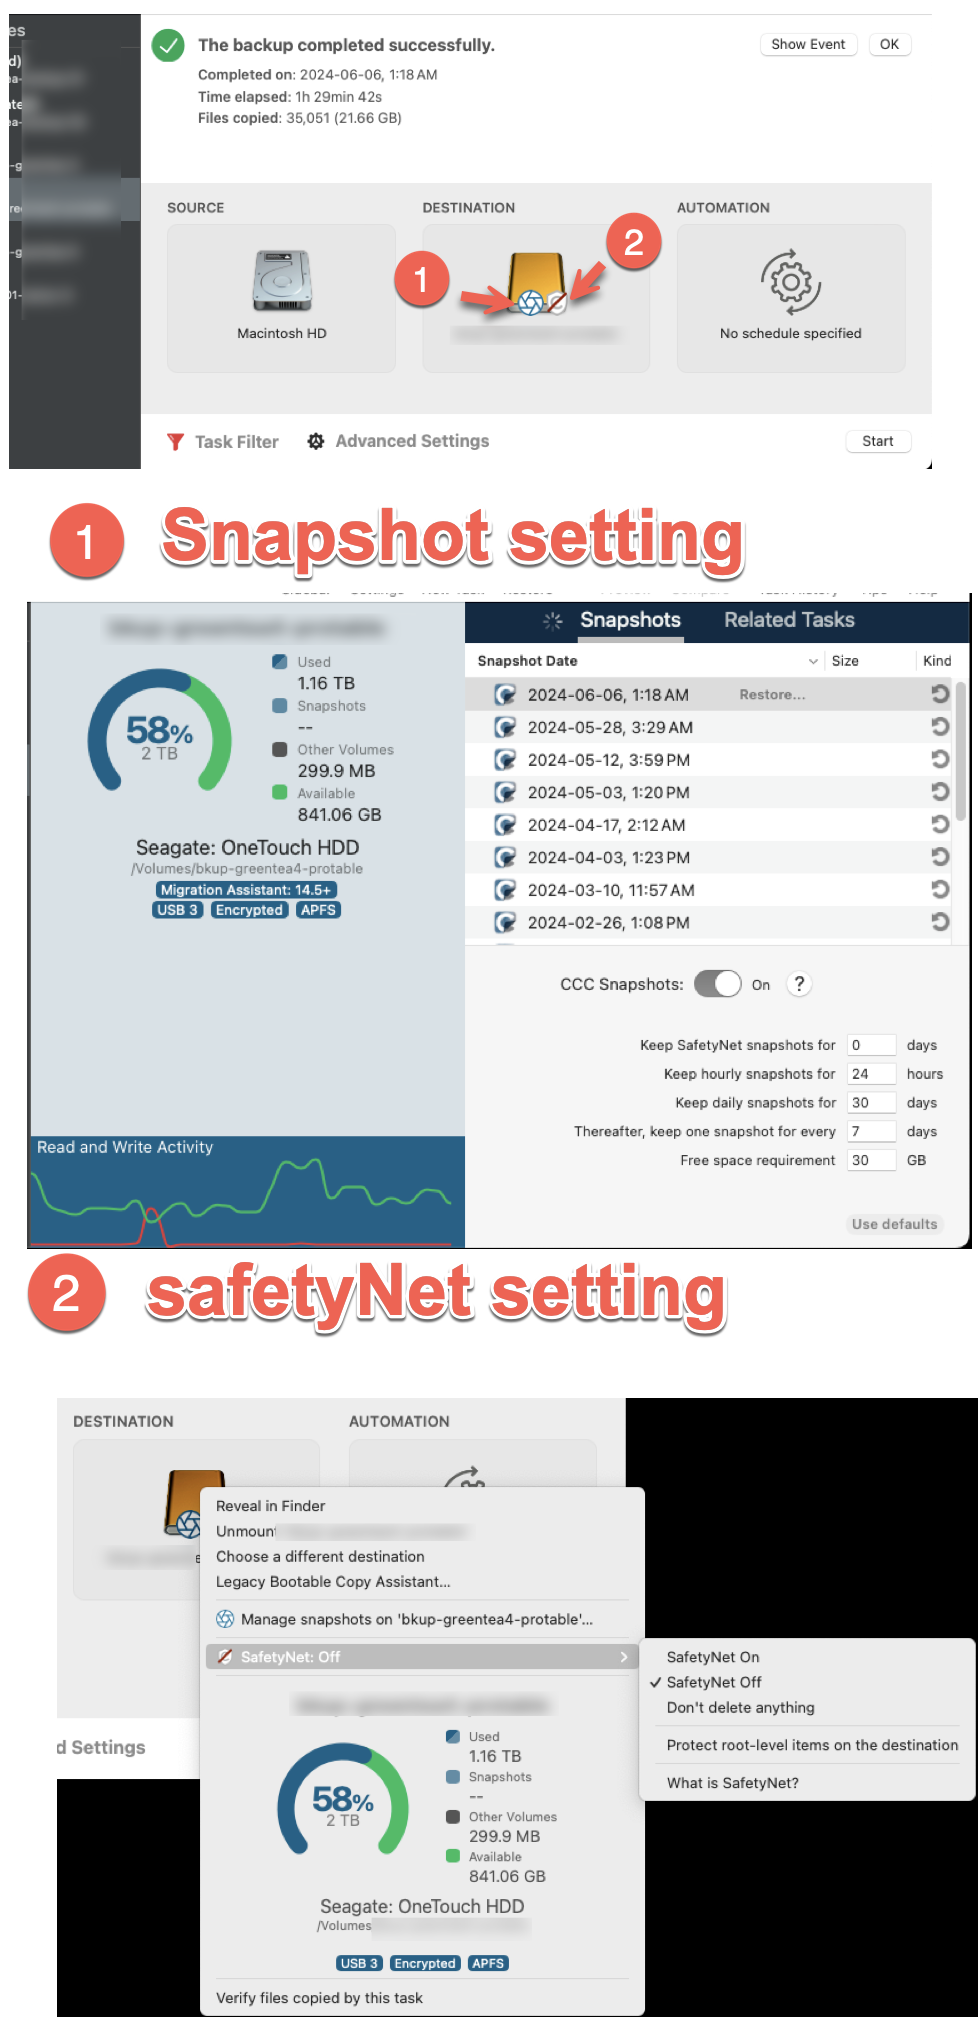 es
The backup completed successfully.
Show Event
OK
d)
Completed on: 2024-06-06, 1:18 AM
ea-
Time elapsed: 1h 29min 42s
ate
Files copied: 35,051 (21.66 GB)
ea-
-g
SOURCE
DESTINATION
AUTOMATION
re
-g
1
2
01-
Macintosh HD
No schedule specified
Task Filter
Advanced Settings
Start
1 Snapshot setting
Snapshots
Related Tasks
Used
1.16 TB
Snapshots
--
Other Volumes
299.9 MB
Available
841.06 GB
58%
2 TB
Seagate: OneTouch HDD
/Volumes/bkup-greentea4-protable
Migration Assistant: 14.5+
USB 3 Encrypted APFS
Read and Write Activity
Snapshot Date Size Kind
2024-06-06, 1:18 AM Restore...
2024-05-28, 3:29 AM
2024-05-12, 3:59 PM
2024-05-03, 1:20 PM
2024-04-17, 2:12 AM
2024-04-03, 1:23 PM
2024-03-10, 11:57 AM
2024-02-26, 1:08 PM
CCC Snapshots: On ?
Keep SafetyNet snapshots for 0 days
Keep hourly snapshots for 24 hours
Keep daily snapshots for 30 days
Thereafter, keep one snapshot for every 7 days
Free space requirement 30 GB
Use defaults
2 safetyNet setting
DESTINATION
AUTOMATION
Reveal in Finder
Unmount
Choose a different destination
Legacy Bootable Copy Assistant...
Manage snapshots on 'bkup-greentea4-protable'...
SafetyNet: Off
SafetyNet On
✓ SafetyNet Off
Don't delete anything
Protect root-level items on the destination
What is SafetyNet?
d Settings
Used
1.16 TB
Snapshots
--
Other Volumes
299.9 MB
Available
841.06 GB
58%
2 TB
Seagate: OneTouch HDD
/Volumes
USB 3 Encrypted APFS
Verify files copied by this task